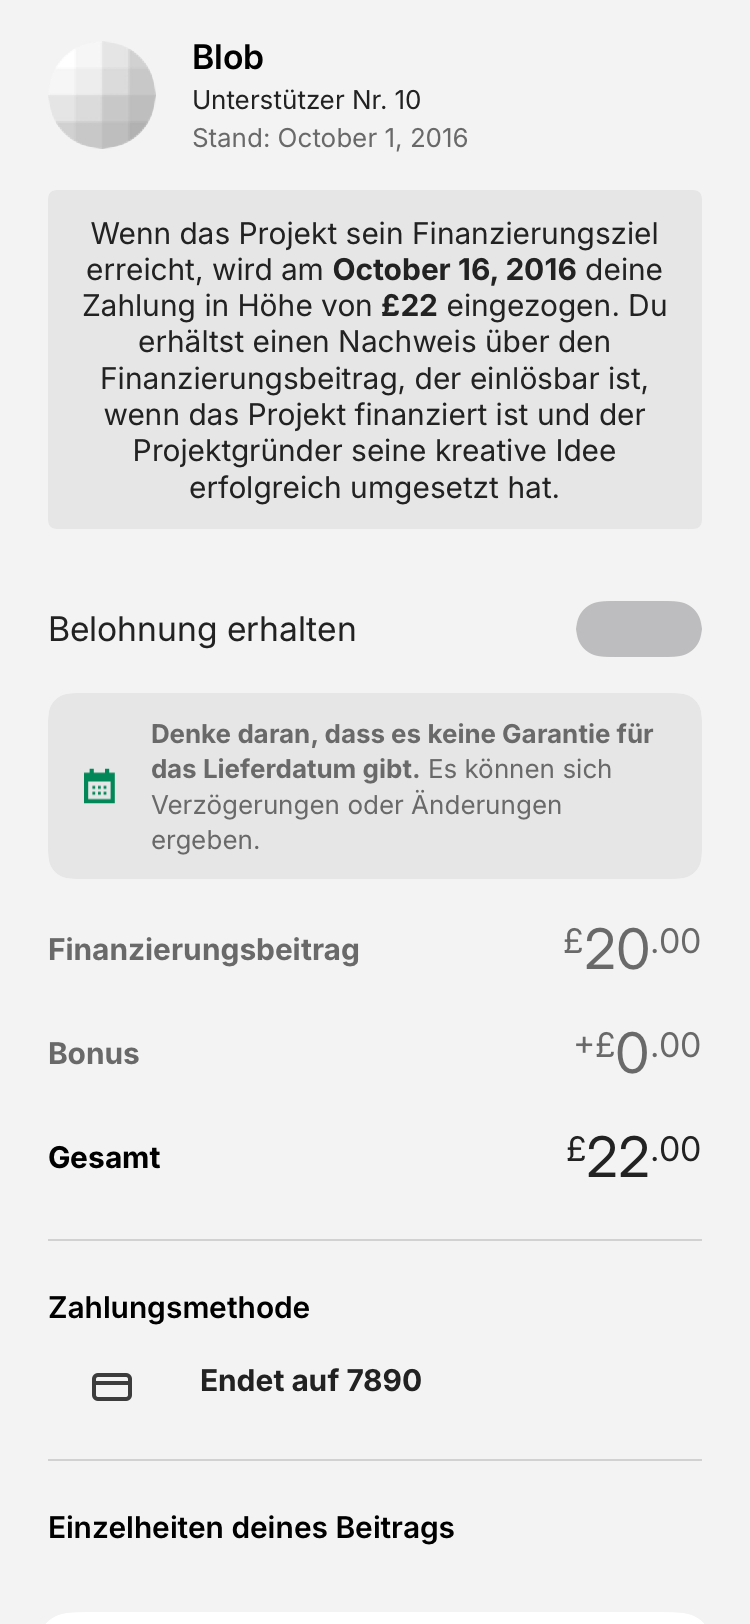 Blob
Unterstützer Nr. 10
Stand: October 1, 2016
Wenn das Projekt sein Finanzierungsziel
erreicht, wird am October 16, 2016 deine
Zahlung in Höhe von £22 eingezogen. Du
erhältst einen Nachweis über den
Finanzierungsbeitrag, der einlösbar ist,
wenn das Projekt finanziert ist und der
Projektgründer seine kreative Idee
erfolgreich umgesetzt hat.
Belohnung erhalten
Denke daran, dass es keine Garantie für
das Lieferdatum gibt. Es können sich
Verzögerungen oder Änderungen
ergeben.
Finanzierungsbeitrag £20.00
Bonus +£0.00
Gesamt £22.00
Zahlungsmethode
Endet auf 7890
Einzelheiten deines Beitrags